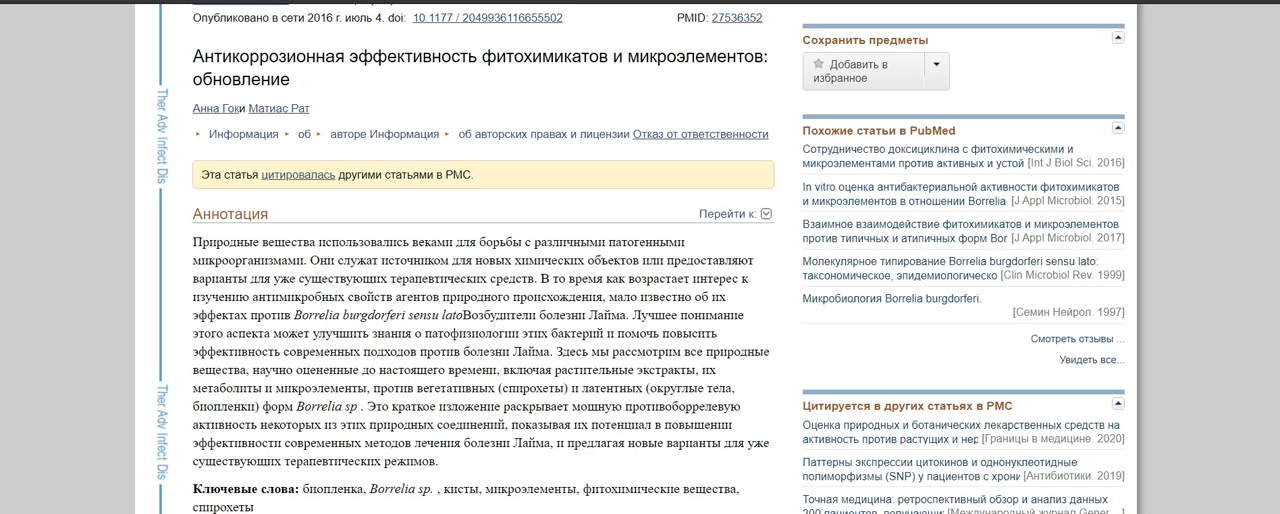 Опубликовано в сети 2016 г. июль 4. doi: 10.1177 / 2049936116655502 PMID: 27536352
Антикоррозионная эффективность фитохимикатов и микроэлементов:
обновление
Анна Гоки Матиас Рат
Информация об авторе Информация об авторских правах и лицензии Отказ от ответственности
Эта статья цитировалась другими статьями в PMC.
Аннотация Перейти к:
Природные вещества использовались веками для борьбы с различными патогенными
микроорганизмами. Они служат источником для новых химических объектов или предоставляют
варианты для уже существующих терапевтических средств. В то время как возрастает интерес к
изучению антимикробных свойств агентов природного происхождения, мало известно об их
эффектах против Borrelia burgdorferi sensu latoВозбудители болезни Лайма. Лучшее понимание
этого аспекта может улучшить знания о патофизиологии этих бактерий и помочь повысить
эффективность современных подходов против болезни Лайма. Здесь мы рассмотрим все природные
вещества, научно оцененные до настоящего времени, включая растительные экстракты, их
метаболиты и микроэлементы, против вегетативных (спирохеты) и латентных (округлые тела,
биопленки) форм Borrelia sp . Это краткое изложение раскрывает мощную противоборрелевую
активность некоторых из этих природных соединений, показывая их потенциал в повышении
эффективности современных методов лечения болезни Лайма, и предлагая новые варианты для уже
существующих терапевтических режимов.
Ключевые слова: биопленка, Borrelia sp. , кисты, микроэлементы, фитохимические вещества,
спирохеты
Ther Adv Infect Dis
Ther Adv Infect Dis
Сохранить предметы
Добавить в
избранное
Похожие статьи в PubMed
Сотрудничество доксициклина с фитохимическими и
микроэлементами против активных и устой [Int J Biol Sci. 2016]
In vitro оценка антибактериальной активности фитохимикатов
и микроэлементов в отношении Borrelia [J Appl Microbiol. 2015]
Взаимное взаимодействие фитохимикатов и микроэлементов
против типичных и атипичных форм Bor [J Appl Microbiol. 2017]
Молекулярное типирование Borrelia burgdorferi sensu lato:
таксономическое, эпидемиологическо [Clin Microbiol Rev. 1999]
Микробиология Borrelia burgdorferi.
[Семин Нейрол. 1997]
Смотреть отзывы ...
Увидеть все...
Цитируется в других статьях в PMC
Оценка природных и ботанических лекарственных средств на
активность против растущих и нер [Границы в медицине. 2020]
Паттерны экспрессии цитокинов и однонуклеотидные
полиморфизмы (SNP) у пациентов с хрони [Антибиотики. 2019]
Точная медицина: ретроспективный обзор и анализ данных
200 пациентов, [Международный журнал Gener ...]